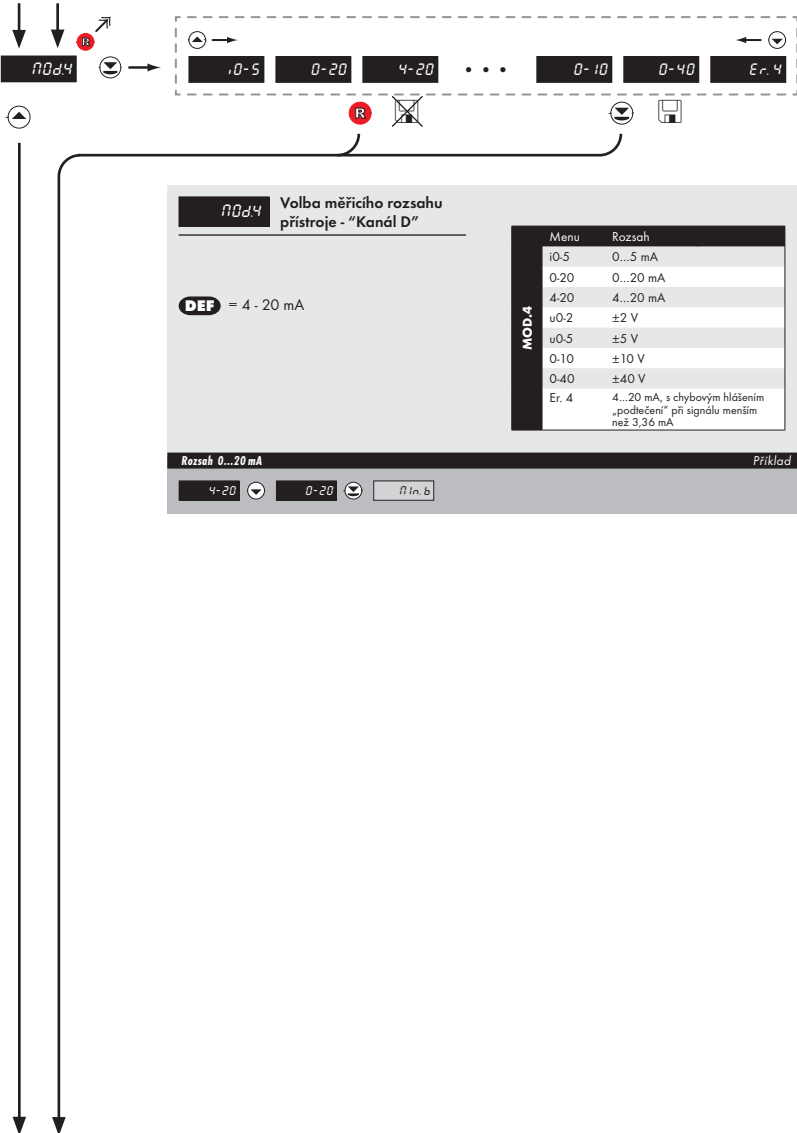 R
MOd.4
i0-5 0-20 4-20 • • • 0-10 0-40 Er. 4
R
MOd.4
Volba měřicího rozsahu
přístroje - “Kanál D”
DEF = 4 - 20 mA
MOD.4
Menu Rozsah
i0-5 0...5 mA
0-20 0...20 mA
4-20 4...20 mA
u0-2 ±2 V
u0-5 ±5 V
0-10 ±10 V
0-40 ±40 V
Er. 4 4...20 mA, s chybovým hlášením
„podtečení“ při signálu menším
než 3,36 mA
Rozsah 0...20 mA Příklad
4-20 0-20 MIn. b